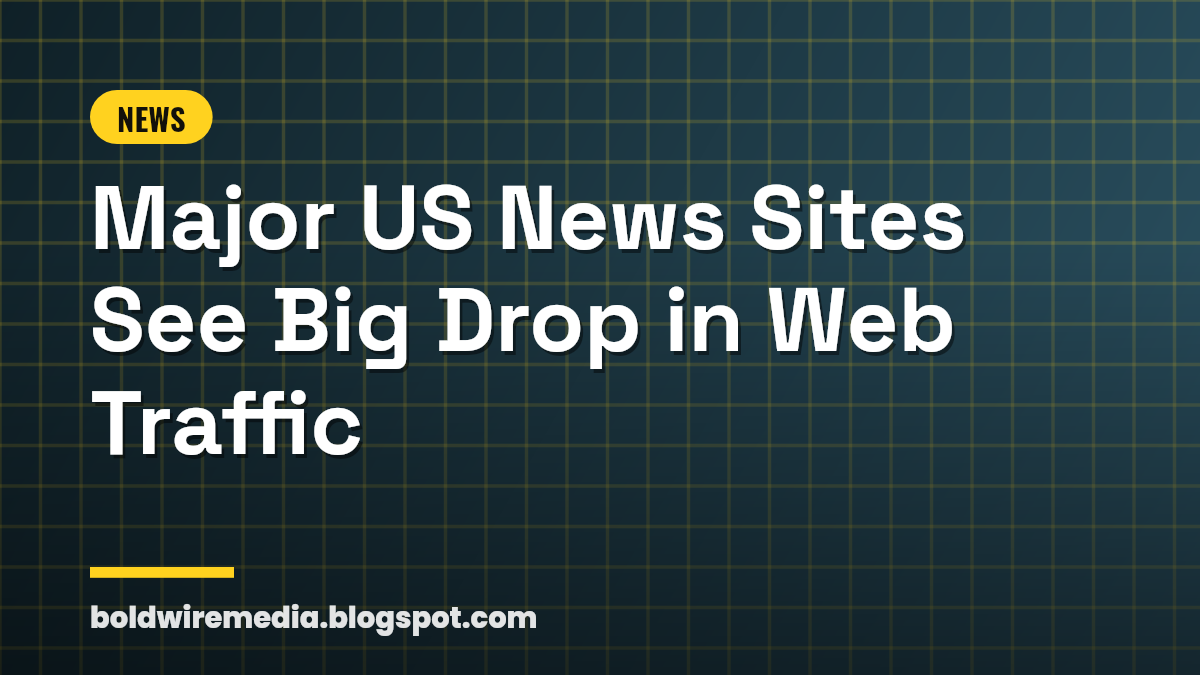 NEWS
Major US News Sites
See Big Drop in Web
Traffic
boldwiremedia.blogspot.com